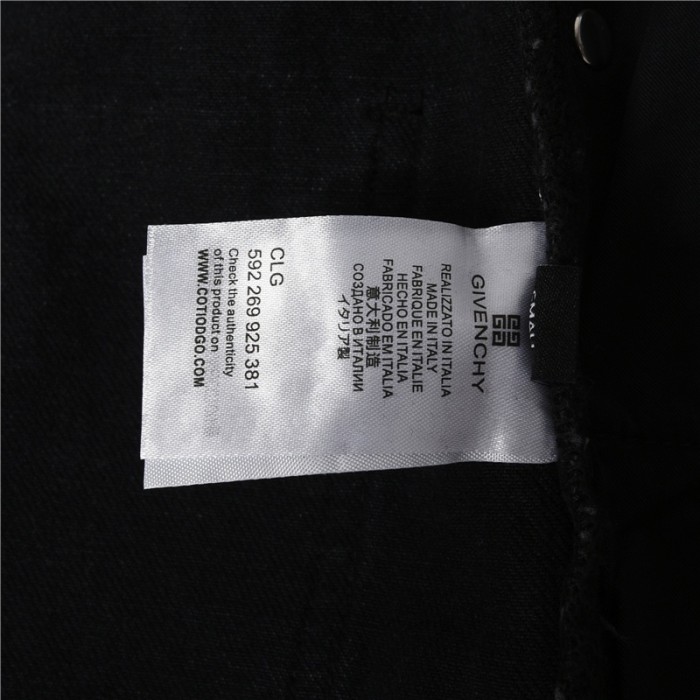 GIVENCHY
REALIZZATO IN ITALIA
MADE IN ITALY
FABRIQUE EN ITALIE
HECHO EN ITALIA
FABRICADO EM ITALIA
意大利制造
СОЗДАНО В ИТАЛИИ
イタリア製
CLG
592 269 925 381
Check the authenticity
of this product on
WWW.COTIODGO.COM
SMALL